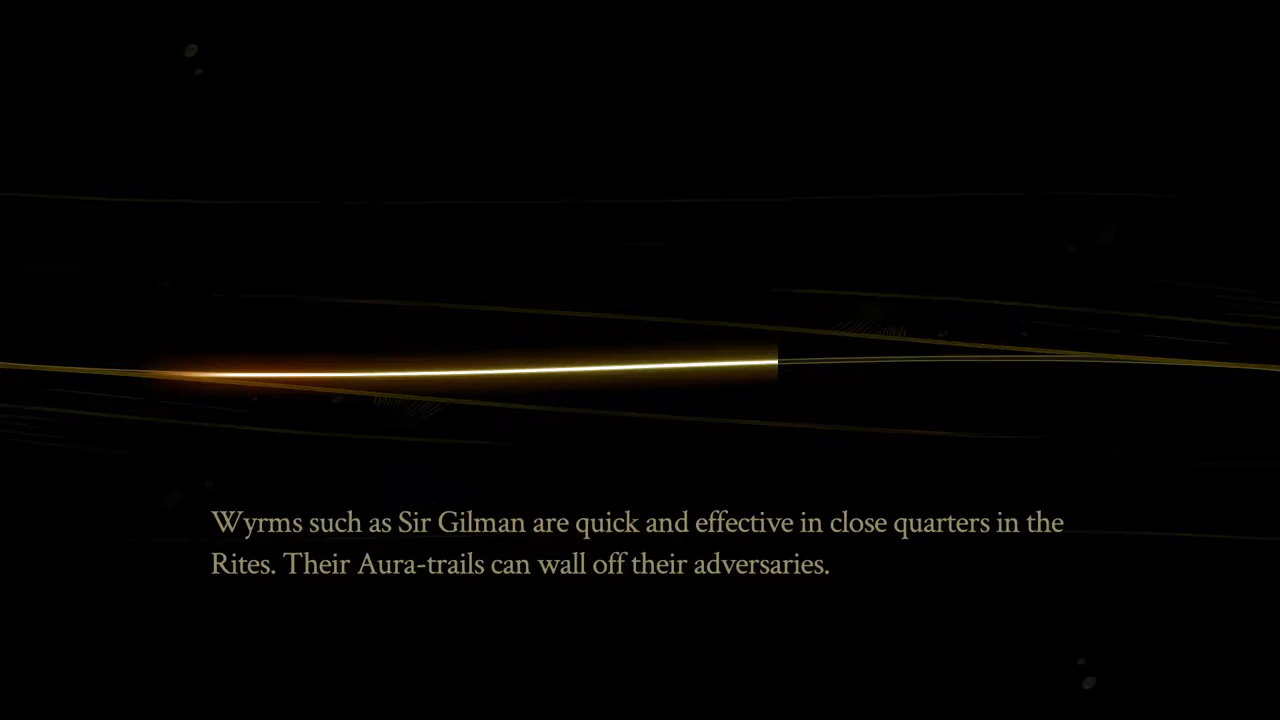 Wyrms such as Sir Gilman are quick and effective in close quarters in the
Rites. Their Aura-trails can wall off their adversaries.